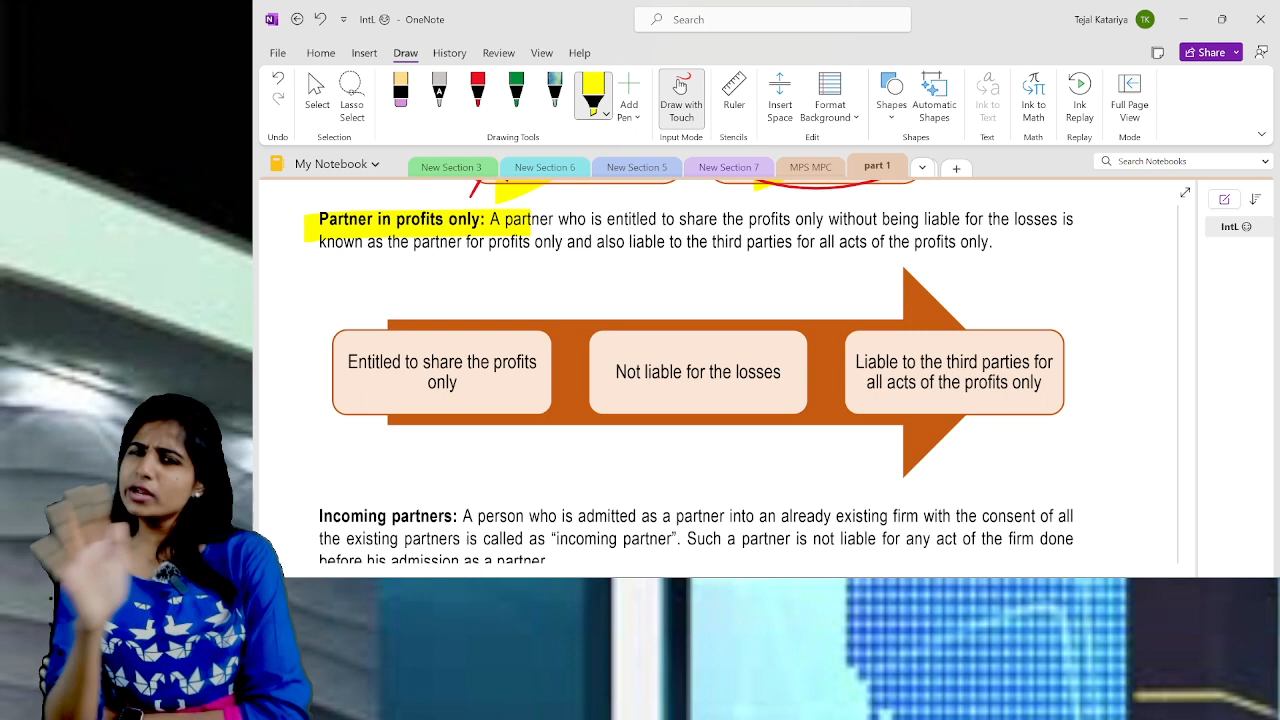 IntL - OneNote
Search
Tejal Katariya
TK
File Home Insert Draw History Review View Help
Share
Select
Lasso Select
A
Add Pen
Draw with Touch
Ruler
Insert Space
Format Background
Shapes
Automatic Shapes
Ink to Text
Ink to Math
Ink Replay
Full Page View
Undo Selection Drawing Tools Input Mode Stencils Edit Shapes Text Math Replay Mode
My Notebook
New Section 3 New Section 6 New Section 5 New Section 7 MPS MPC part 1
Search Notebooks
IntL
Partner in profits only: A partner who is entitled to share the profits only without being liable for the losses is
known as the partner for profits only and also liable to the third parties for all acts of the profits only.
Entitled to share the profits
only
Not liable for the losses
Liable to the third parties for
all acts of the profits only
Incoming partners: A person who is admitted as a partner into an already existing firm with the consent of all
the existing partners is called as “incoming partner”. Such a partner is not liable for any act of the firm done
before his admission as a partner